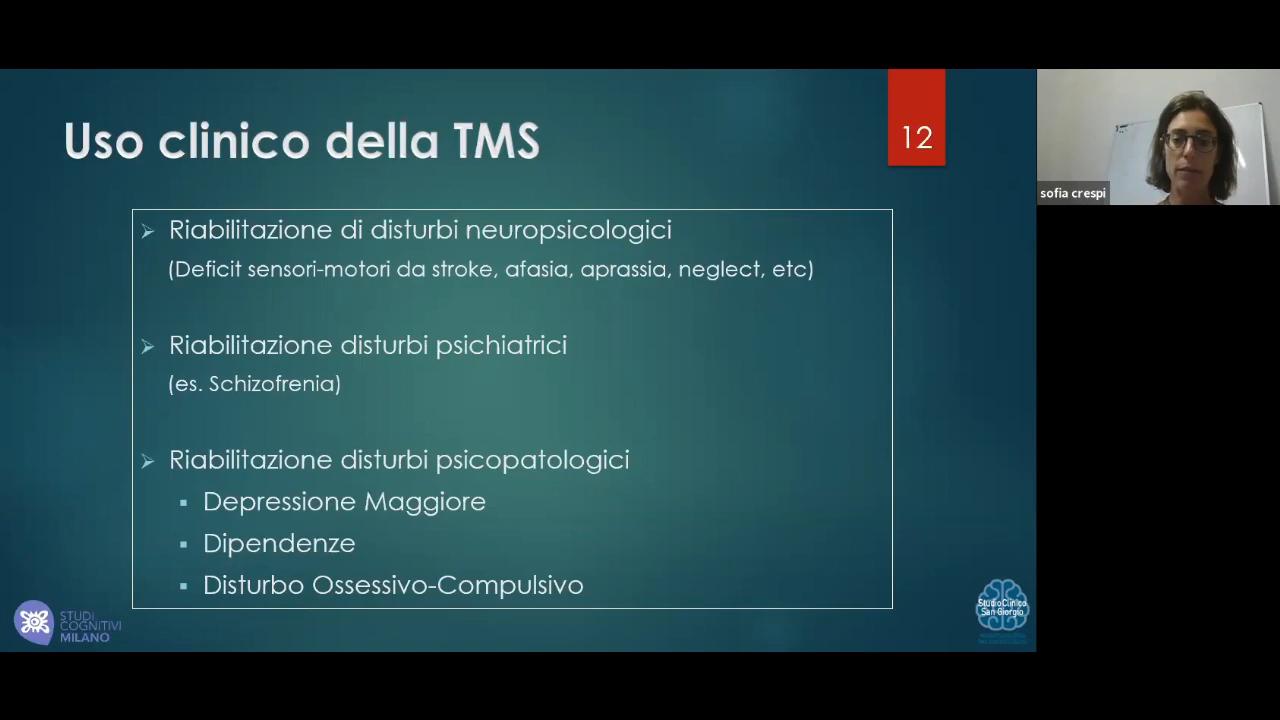 Uso clinico della TMS
12
sofia crespi
Riabilitazione di disturbi neuropsicologici
(Deficit sensori-motori da stroke, afasia, aprassia, neglect, etc)
Riabilitazione disturbi psichiatrici
(es. Schizofrenia)
Riabilitazione disturbi psicopatologici
Depressione Maggiore
Dipendenze
Disturbo Ossessivo-Compulsivo
STUDI
COGNITIVI
MILANO
StudioClinico
San Giorgio